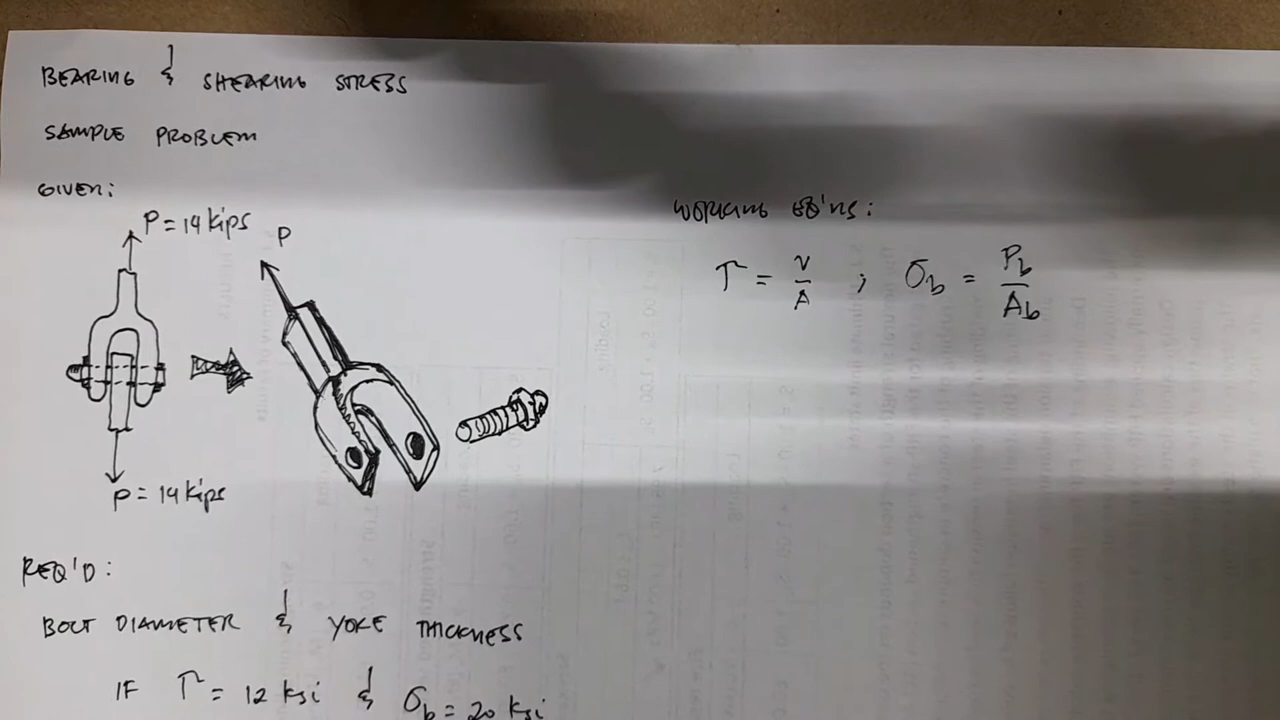 BEARING & SHEARING STRESS
SAMPLE PROBLEM
GIVEN:
P = 14 kips
P
P = 14 kips
WORKING EQ'NS:
τ = V/A ; σb = Pb/Ab
REQ'D:
BOLT DIAMETER & YOKE THICKNESS
IF τ = 12 ksi & σb = 20 ksi